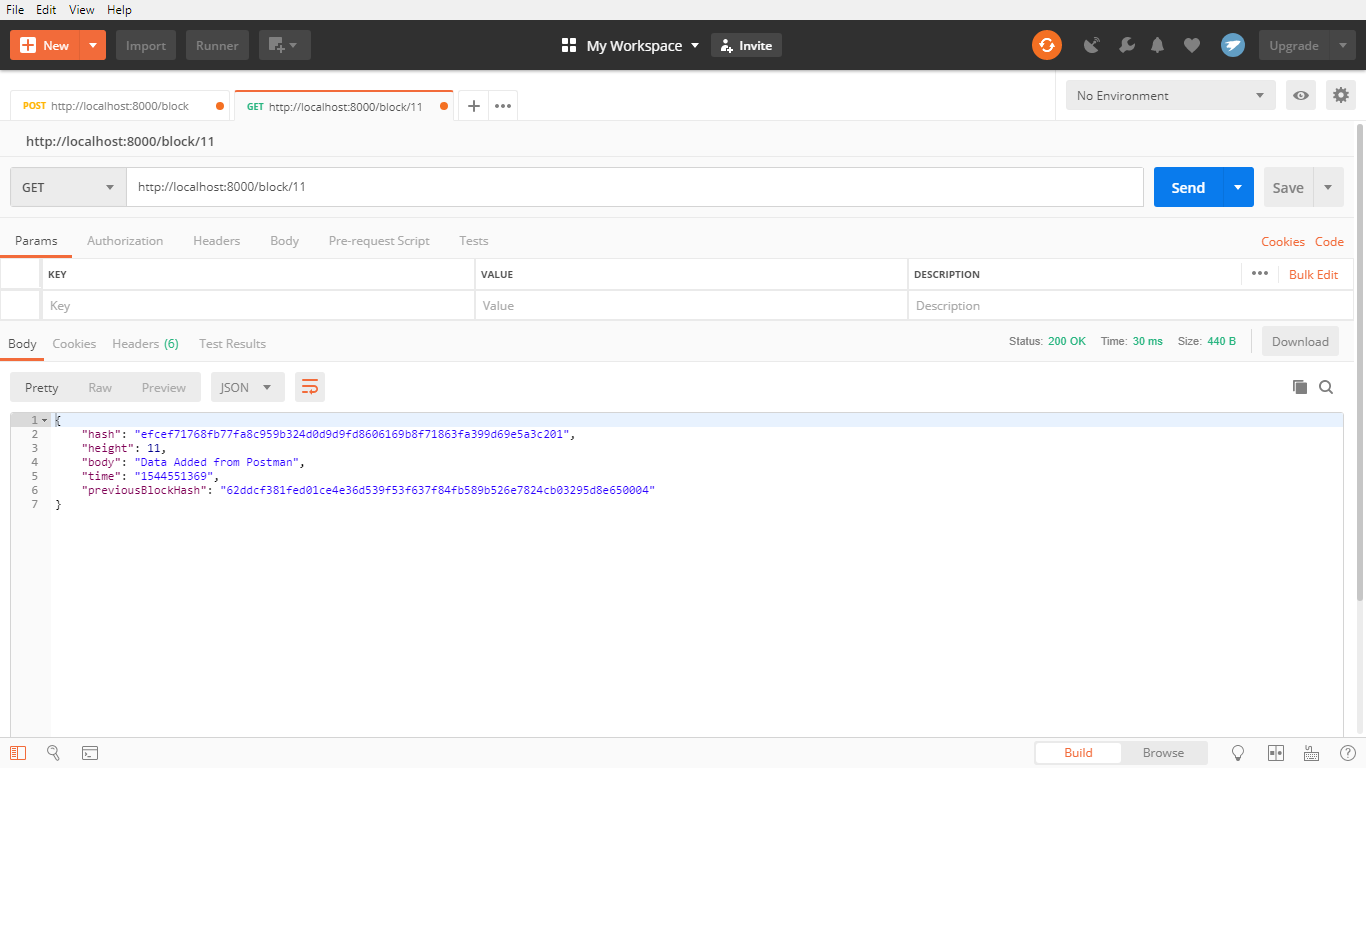 File Edit View Help
New Import Runner My Workspace Invite Upgrade
POST http://localhost:8000/block GET http://localhost:8000/block/11 No Environment
http://localhost:8000/block/11
GET http://localhost:8000/block/11 Send Save
Params Authorization Headers Body Pre-request Script Tests Cookies Code
KEY VALUE DESCRIPTION Bulk Edit
Key Value Description
Body Cookies Headers (6) Test Results Status: 200 OK Time: 30 ms Size: 440 B Download
Pretty Raw Preview JSON
1 {
2 "hash": "efcef71768fb77fa8c959b324d0d9d9fd8606169b8f71863fa399d69e5a3c201",
3 "height": 11,
4 "body": "Data Added from Postman",
5 "time": "1544551369",
6 "previousBlockHash": "62ddcf381fed01ce4e36d539f53f637f84fb589b526e7824cb03295d8e650004"
7 }
Build Browse